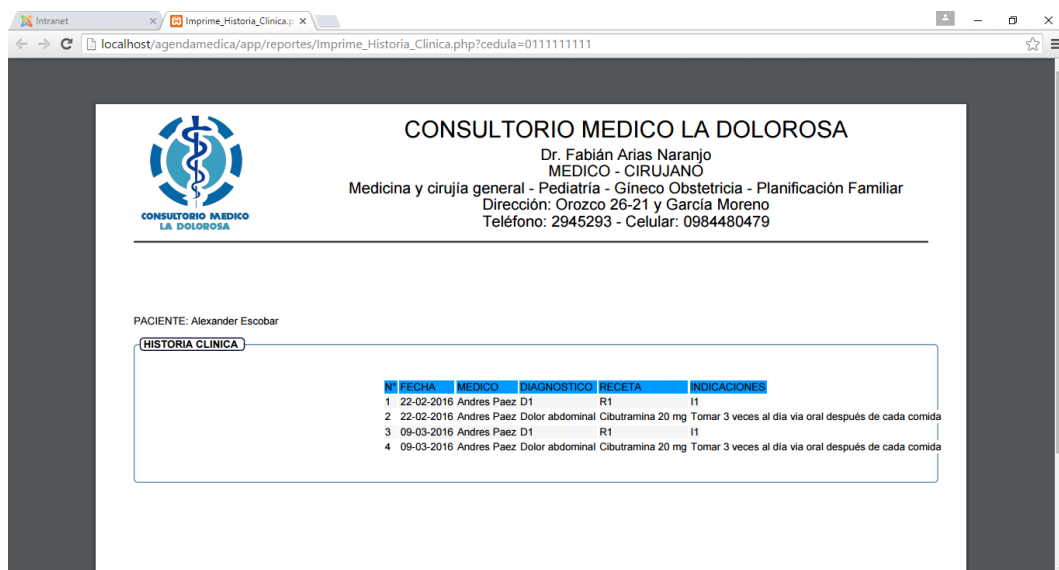 Intranet
Imprime_Historia_Clinica.p
localhost/agendamedica/app/reportes/Imprime_Historia_Clinica.php?cedula=0111111111
CONSULTORIO MEDICO
LA DOLOROSA
CONSULTORIO MEDICO LA DOLOROSA
Dr. Fabián Arias Naranjo
MEDICO - CIRUJANO
Medicina y cirujía general - Pediatría - Gíneco Obstetricia - Planificación Familiar
Dirección: Orozco 26-21 y García Moreno
Teléfono: 2945293 - Celular: 0984480479
PACIENTE: Alexander Escobar
HISTORIA CLINICA
N° FECHA MEDICO DIAGNOSTICO RECETA INDICACIONES
1 22-02-2016 Andres Paez D1 R1 I1
2 22-02-2016 Andres Paez Dolor abdominal Cibutramina 20 mg Tomar 3 veces al día via oral después de cada comida
3 09-03-2016 Andres Paez D1 R1 I1
4 09-03-2016 Andres Paez Dolor abdominal Cibutramina 20 mg Tomar 3 veces al día via oral después de cada comida